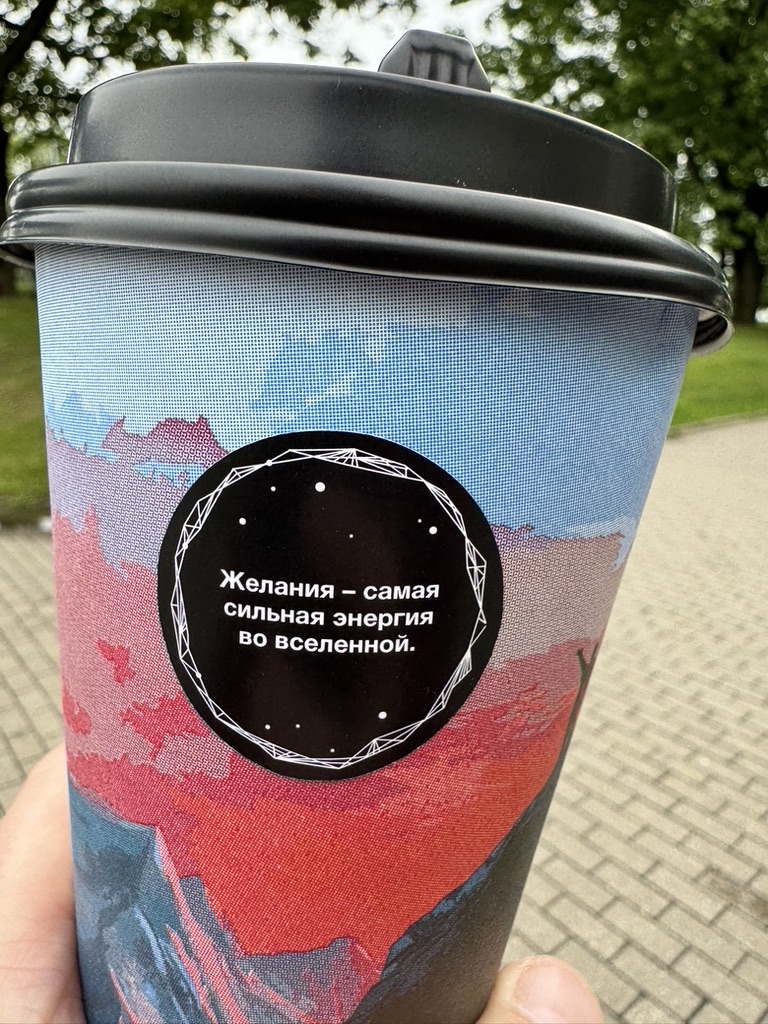 Желания – самая
сильная энергия
во вселенной.